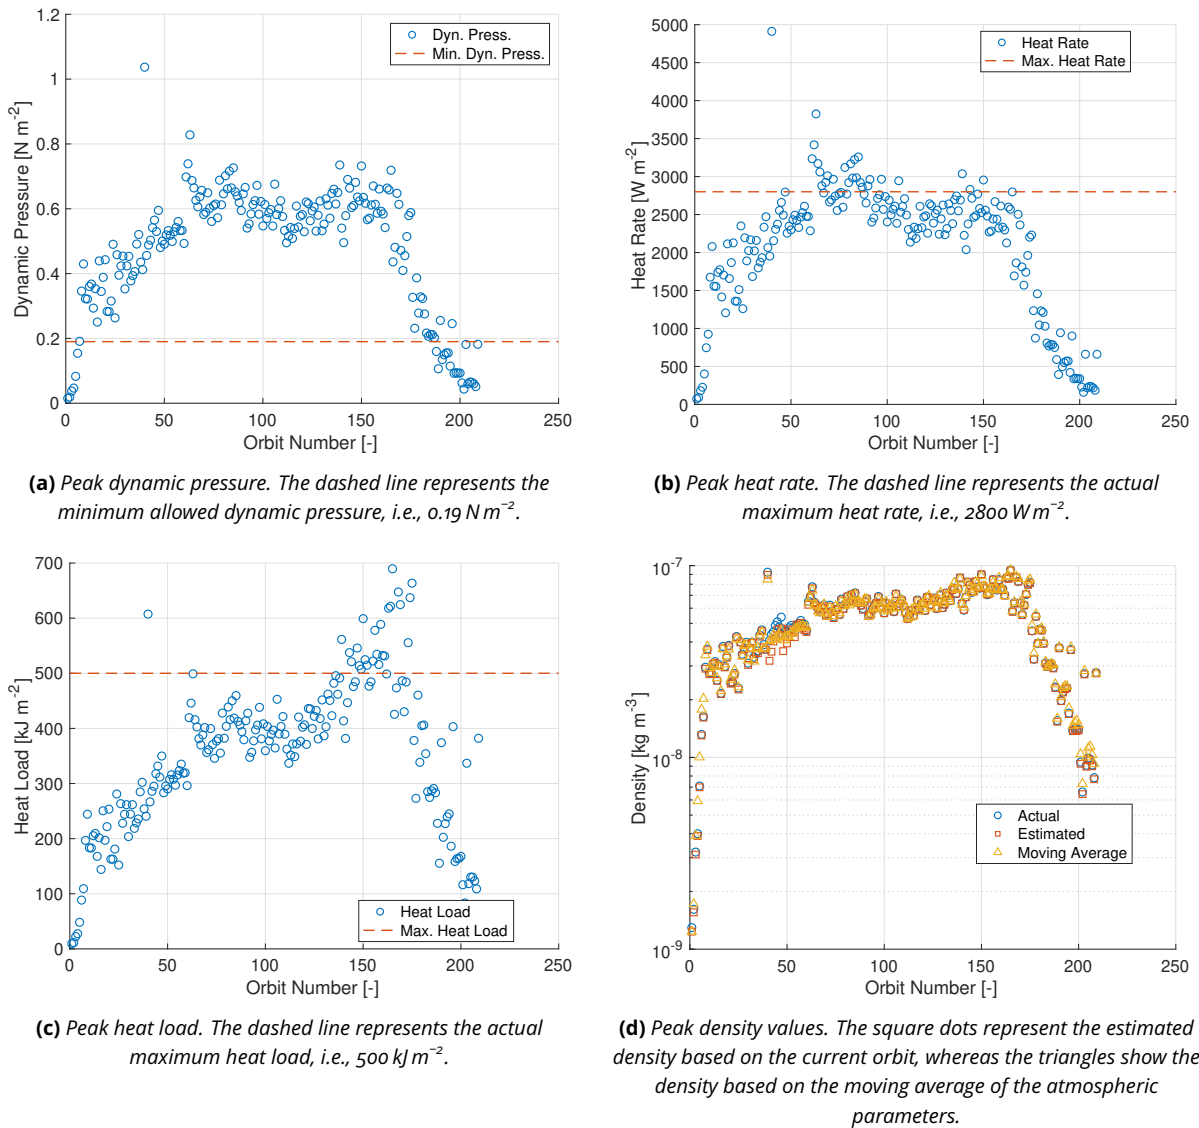 Dynamic Pressure [N m-2]
1.2
1
0.8
0.6
0.4
0.2
0
0 50 100 150 200 250
Orbit Number [-]
Dyn. Press.
Min. Dyn. Press.
(a) Peak dynamic pressure. The dashed line represents the
minimum allowed dynamic pressure, i.e., 0.19 N m−2.
Heat Rate [W m-2]
5000
4500
4000
3500
3000
2500
2000
1500
1000
500
0
0 50 100 150 200 250
Orbit Number [-]
Heat Rate
Max. Heat Rate
(b) Peak heat rate. The dashed line represents the actual
maximum heat rate, i.e., 2800 W m−2.
Heat Load [kJ m-2]
700
600
500
400
300
200
100
0
0 50 100 150 200 250
Orbit Number [-]
Heat Load
Max. Heat Load
(c) Peak heat load. The dashed line represents the actual
maximum heat load, i.e., 500 kJ m−2.
Density [kg m-3]
10-7
10-8
10-9
0 50 100 150 200 250
Orbit Number [-]
Actual
Estimated
Moving Average
(d) Peak density values. The square dots represent the estimated
density based on the current orbit, whereas the triangles show the
density based on the moving average of the atmospheric
parameters.